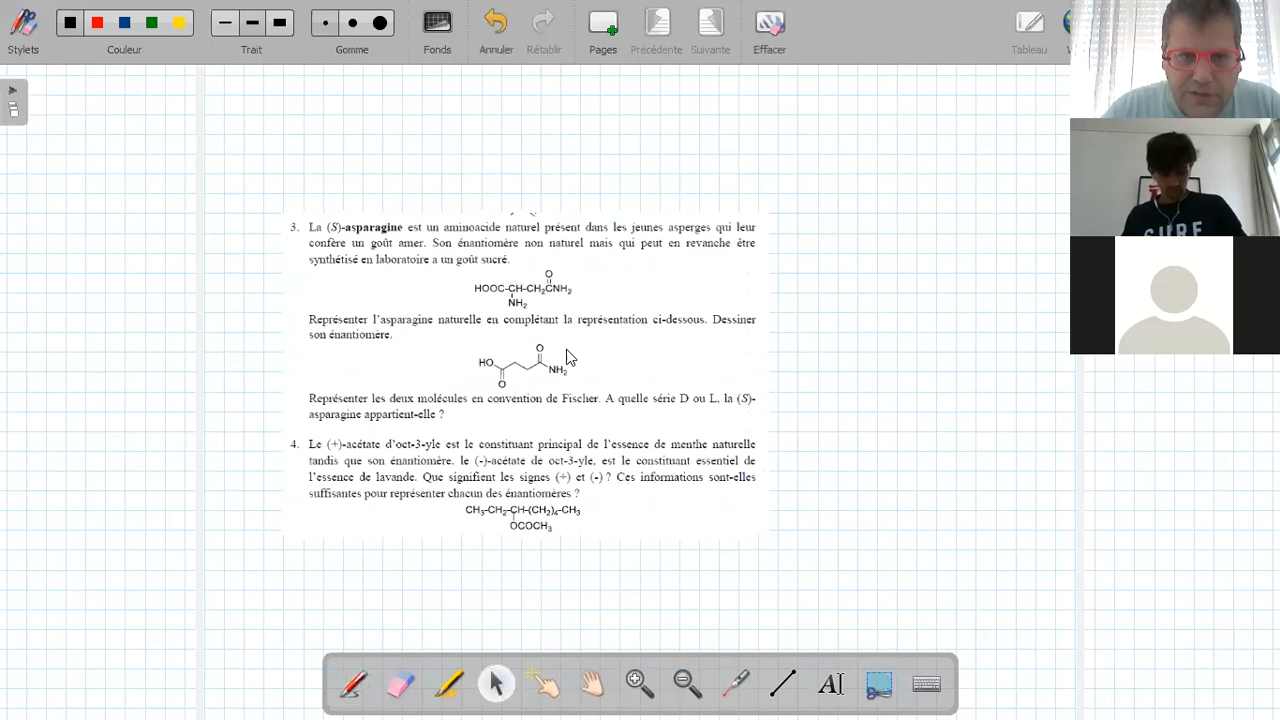 Stylets
Couleur
Trait
Gomme
Fonds
Annuler
Rétablir
Pages
Précédente
Suivante
Effacer
Tableau
3. La (S)-asparagine est un aminoacide naturel présent dans les jeunes asperges qui leur
confère un goût amer. Son énantiomère non naturel mais qui peut en revanche être
synthétisé en laboratoire a un goût sucré.
O
HOOC-CH-CH2CNH2
NH2
Représenter l'asparagine naturelle en complétant la représentation ci-dessous. Dessiner
son énantiomère.
O
HO
NH2
O
Représenter les deux molécules en convention de Fischer. A quelle série D ou L, la (S)-
asparagine appartient-elle ?
4. Le (+)-acétate d'oct-3-yle est le constituant principal de l'essence de menthe naturelle
tandis que son énantiomère, le (-)-acétate de oct-3-yle, est le constituant essentiel de
l'essence de lavande. Que signifient les signes (+) et (-) ? Ces informations sont-elles
suffisantes pour représenter chacun des énantiomères ?
CH3-CH2-CH-(CH2)4-CH3
OCOCH3
SURF
AI